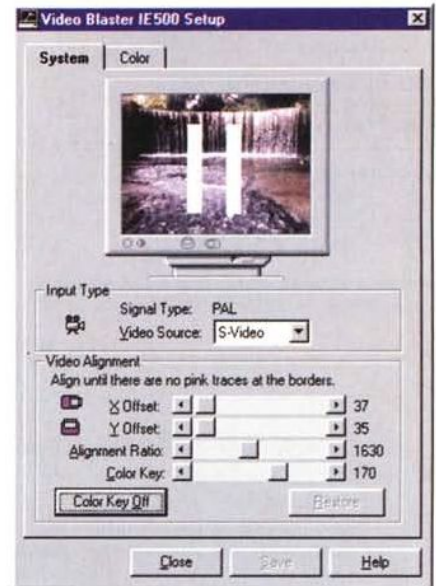 Video Blaster IE500 Setup
System Color
Input Type
Signal Type: PAL
Video Source: S-Video
Video Alignment
Align until there are no pink traces at the borders.
X Offset: 37
Y Offset: 35
Alignment Ratio: 1630
Color Key: 170
Color Key Off Restore
Close Save Help